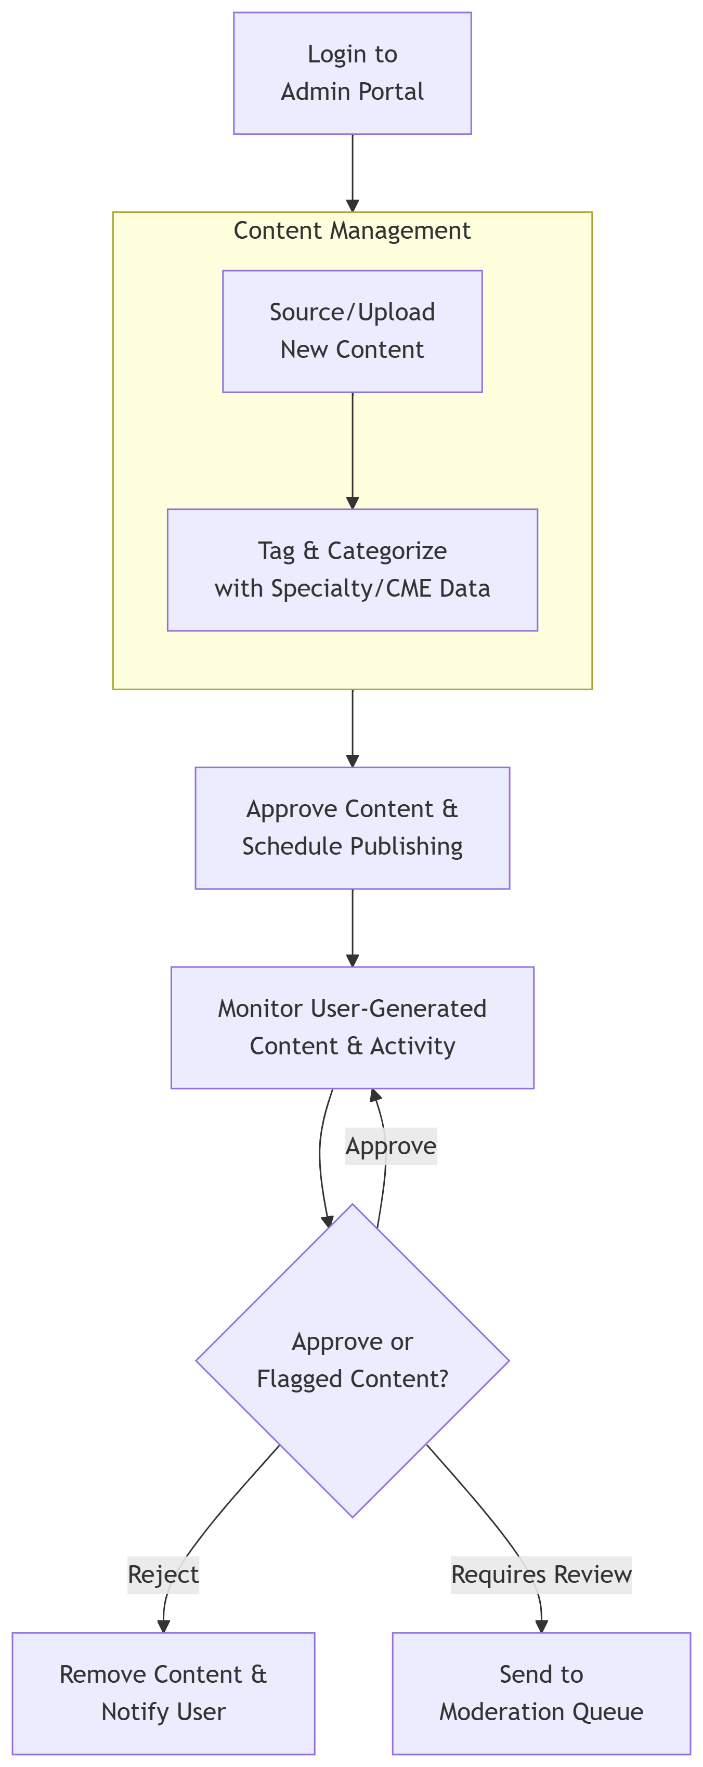 Login to
Admin Portal
Content Management
Source/Upload
New Content
Tag & Categorize
with Specialty/CME Data
Approve Content &
Schedule Publishing
Monitor User-Generated
Content & Activity
Approve
Approve or
Flagged Content?
Reject
Requires Review
Remove Content &
Notify User
Send to
Moderation Queue